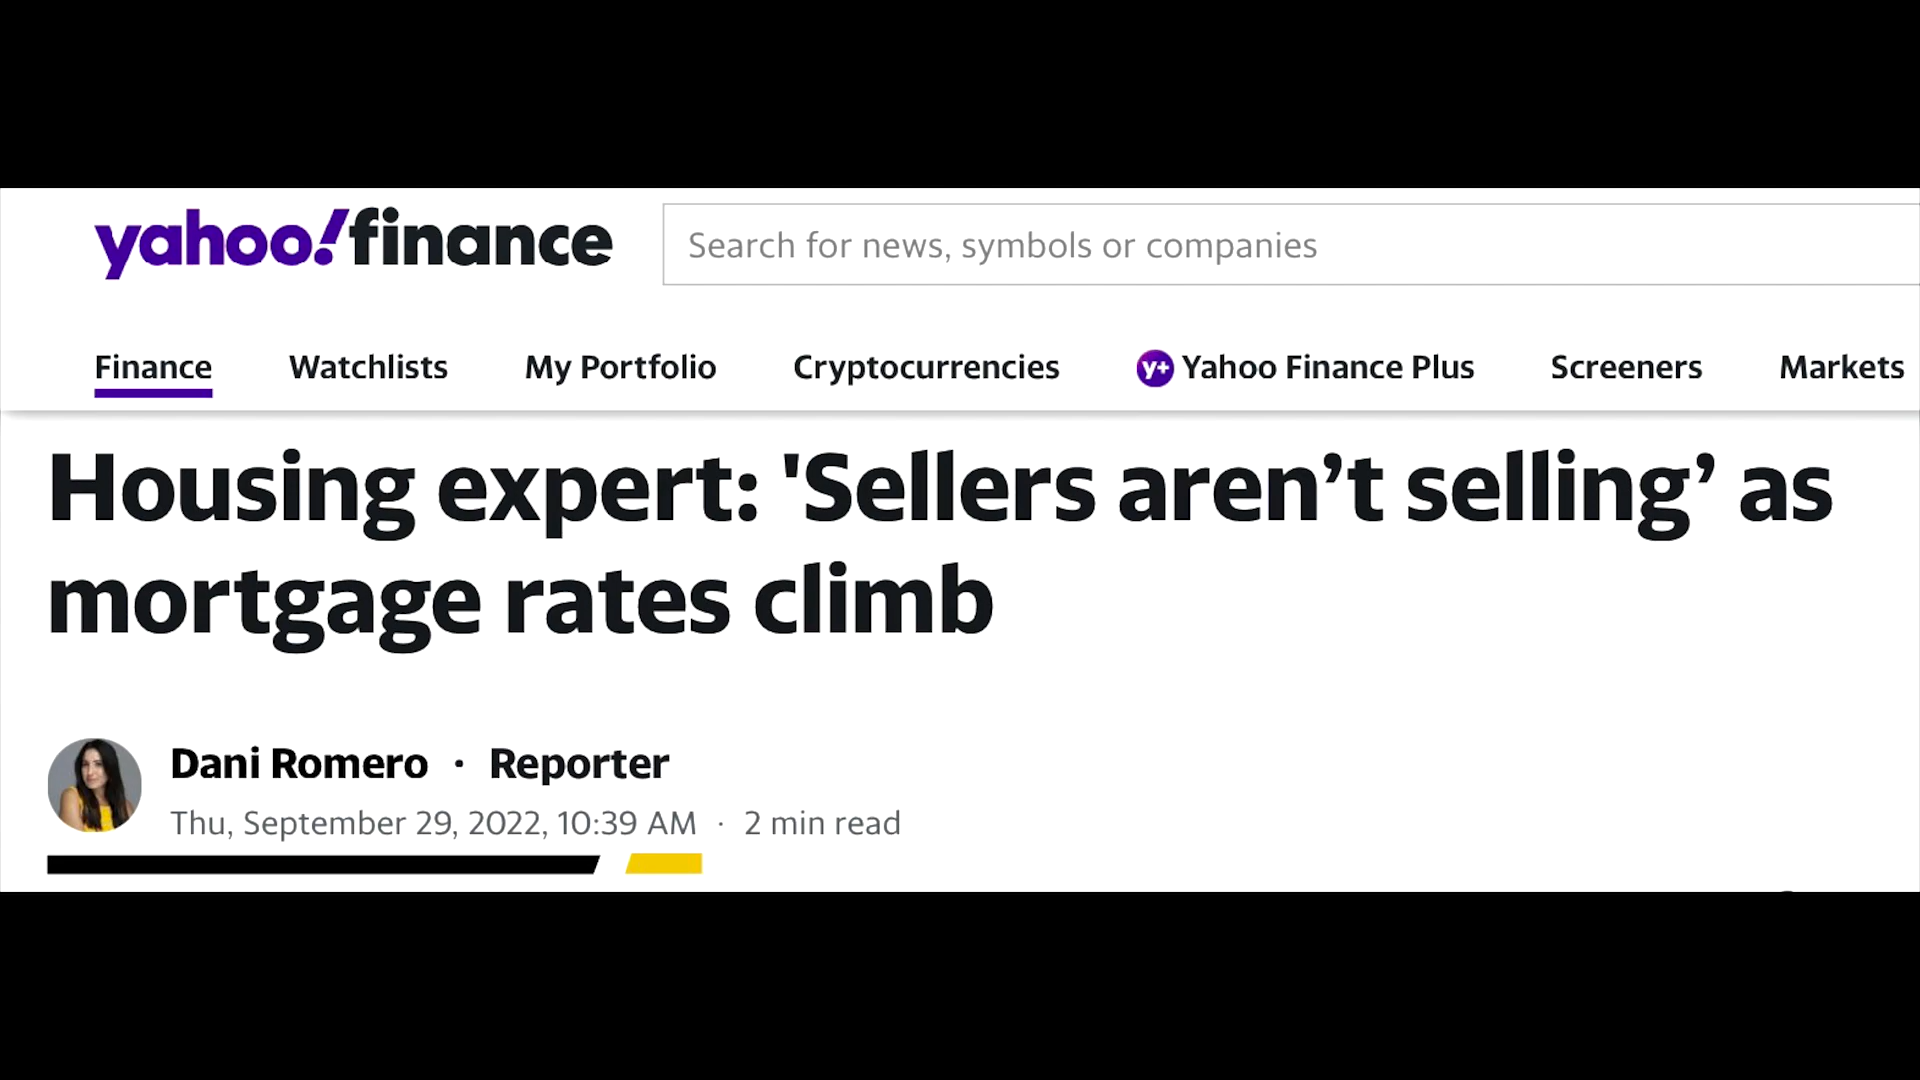 yahoo!finance
Search for news, symbols or companies
Finance Watchlists My Portfolio Cryptocurrencies y+ Yahoo Finance Plus Screeners Markets
Housing expert: 'Sellers aren’t selling’ as
mortgage rates climb
Dani Romero · Reporter
Thu, September 29, 2022, 10:39 AM · 2 min read